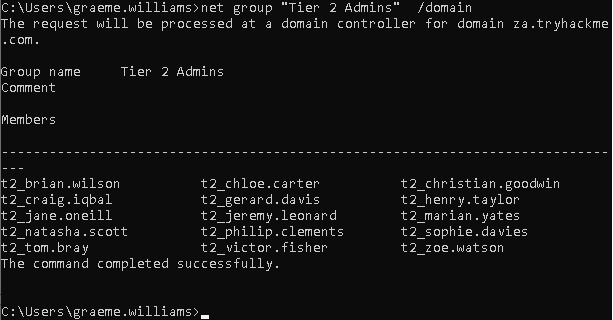 C:\Users\graeme.williams>net group "Tier 2 Admins"  /domain
The request will be processed at a domain controller for domain za.tryhackme
.com.
Group name     Tier 2 Admins
Comment
Members
-----------------------------------------------------------------------------
---
t2_brian.wilson          t2_chloe.carter          t2_christian.goodwin
t2_craig.iqbal           t2_gerard.davis          t2_henry.taylor
t2_jane.oneill           t2_jeremy.leonard        t2_marian.yates
t2_natasha.scott         t2_philip.clements       t2_sophie.davies
t2_tom.bray              t2_victor.fisher         t2_zoe.watson
The command completed successfully.
C:\Users\graeme.williams>